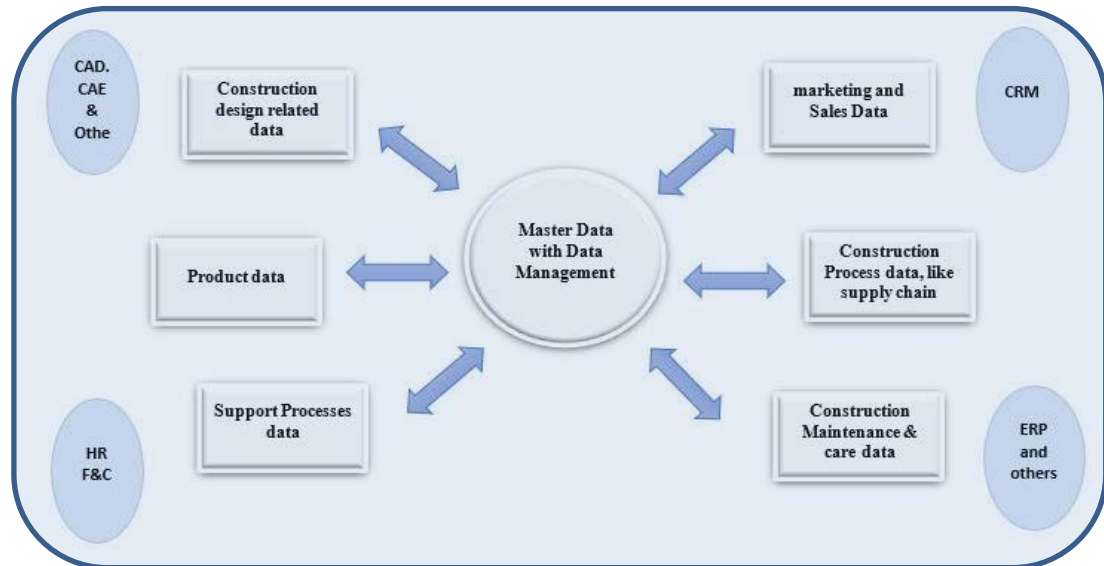 CAD.
CAE
&
Othe
Construction
design related
data
marketing and
Sales Data
CRM
Master Data
with Data
Management
Product data
Construction
Process data, like
supply chain
Support Processes
data
Construction
Maintenance &
care data
HR
F&C
ERP
and
others